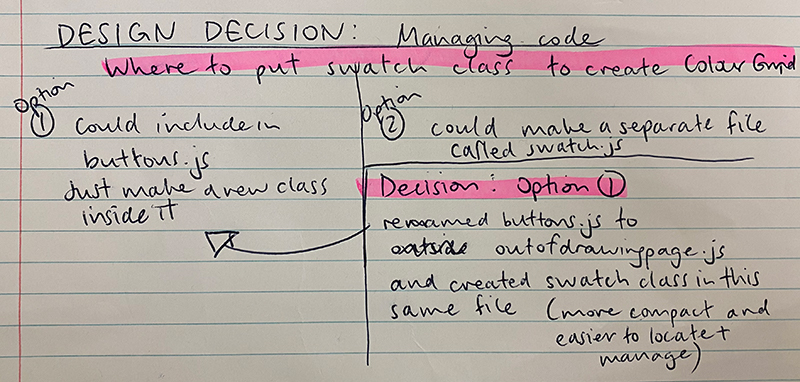 DESIGN DECISION: Managing code
Where to put swatch class to create Colour Grid
Option
① could include in
buttons.js
Just make a new class
inside it
Option
② could make a separate file
called swatch.js
Decision: Option ①
renamed buttons.js to
outside outofdrawingpage.js
and created swatch class in this
same file (more compact and
easier to locate +
manage)